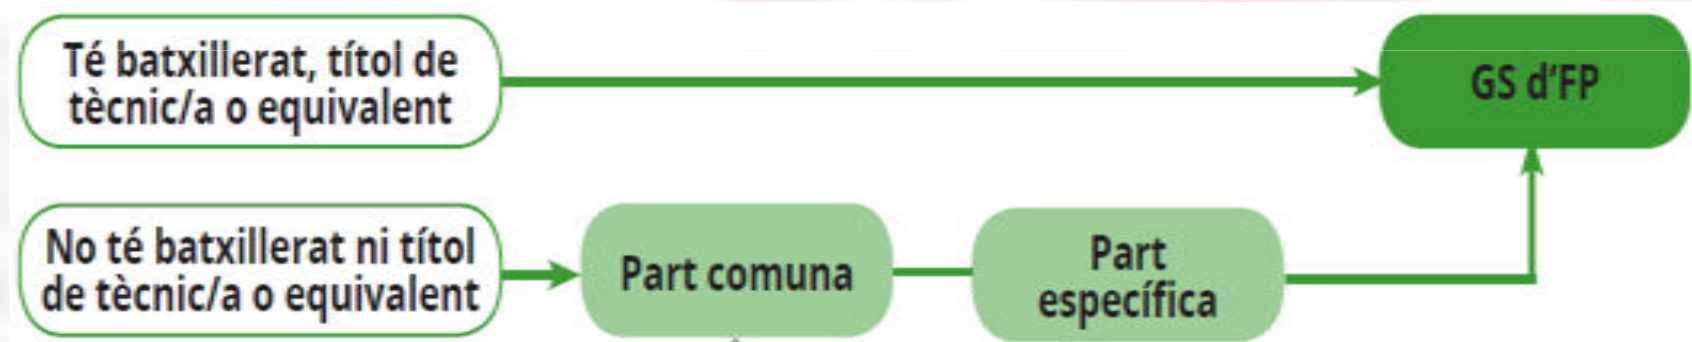 Té batxillerat, títol de
tècnic/a o equivalent
GS d'FP
No té batxillerat ni títol
de tècnic/a o equivalent
Part comuna
Part
específica